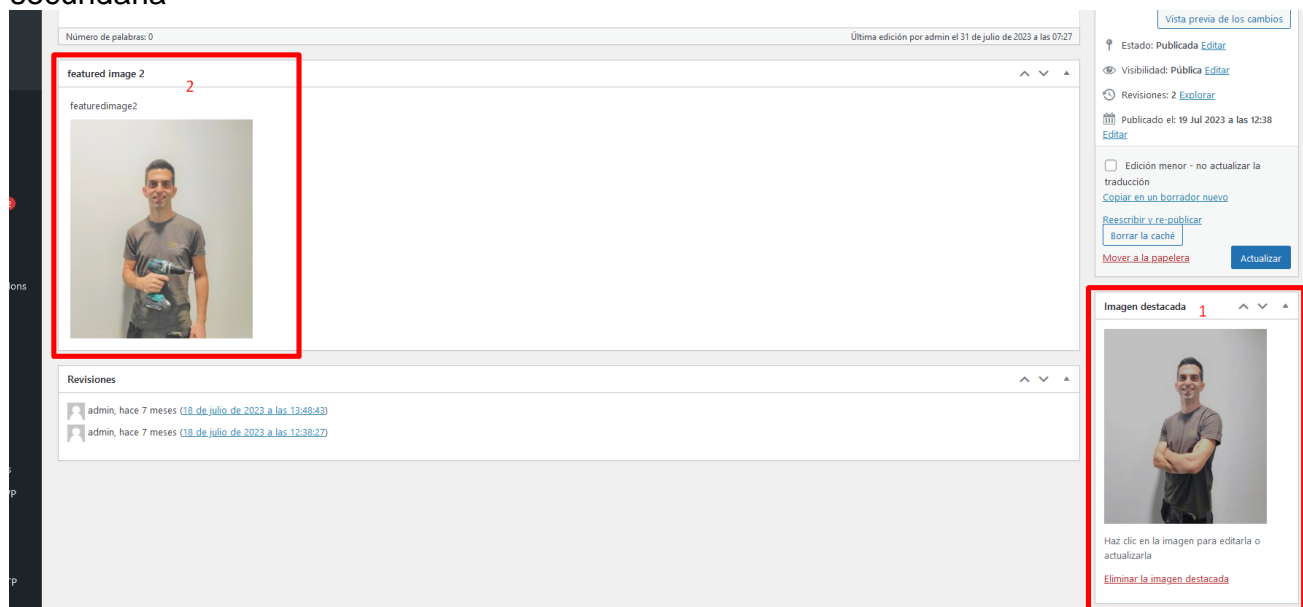 secundaria
Número de palabras: 0
Última edición por admin el 31 de julio de 2023 a las 07:27
featured image 2
2
featuredimage2
Revisiones
admin, hace 7 meses (18 de julio de 2023 a las 13:48:43)
admin, hace 7 meses (18 de julio de 2023 a las 12:38:27)
Vista previa de los cambios
Estado: Publicada Editar
Visibilidad: Pública Editar
Revisiones: 2 Explorar
Publicado el: 19 Jul 2023 a las 12:38
Editar
Edición menor - no actualizar la
traducción
Copiar en un borrador nuevo
Reescribir y re-publicar
Borrar la caché
Mover a la papelera
Actualizar
Imagen destacada
1
Haz clic en la imagen para editarla o
actualizarla
Eliminar la imagen destacada